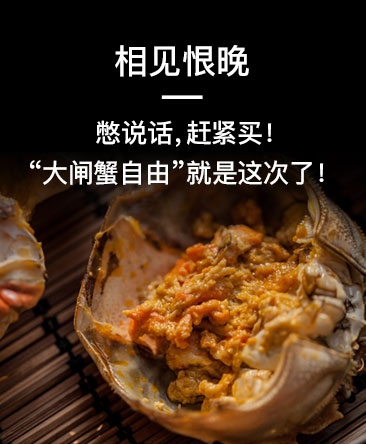 相见恨晚
憋说话，赶紧买！
“大闸蟹自由”就是这次了！